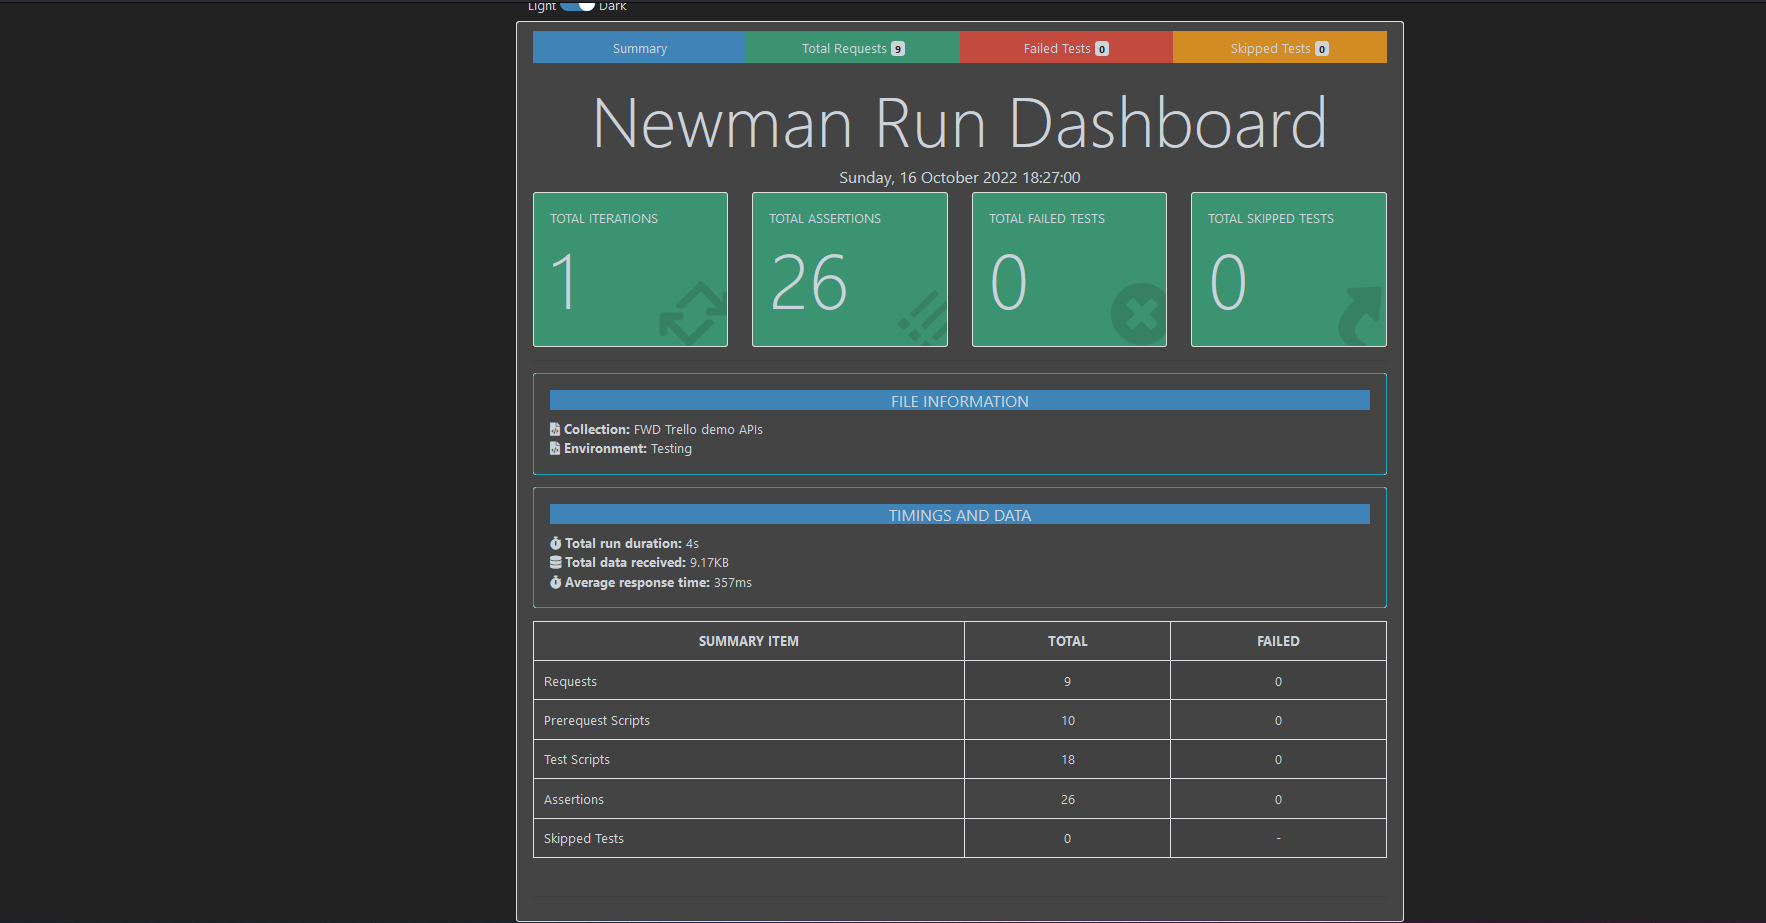 Light Dark
Summary Total Requests 9 Failed Tests 0 Skipped Tests 0
Newman Run Dashboard
Sunday, 16 October 2022 18:27:00
TOTAL ITERATIONS TOTAL ASSERTIONS TOTAL FAILED TESTS TOTAL SKIPPED TESTS
1 26 0 0
FILE INFORMATION
Collection: FWD Trello demo APIs
Environment: Testing
TIMINGS AND DATA
Total run duration: 4s
Total data received: 9.17KB
Average response time: 357ms
SUMMARY ITEM TOTAL FAILED
Requests 9 0
Prerequest Scripts 10 0
Test Scripts 18 0
Assertions 26 0
Skipped Tests 0 -